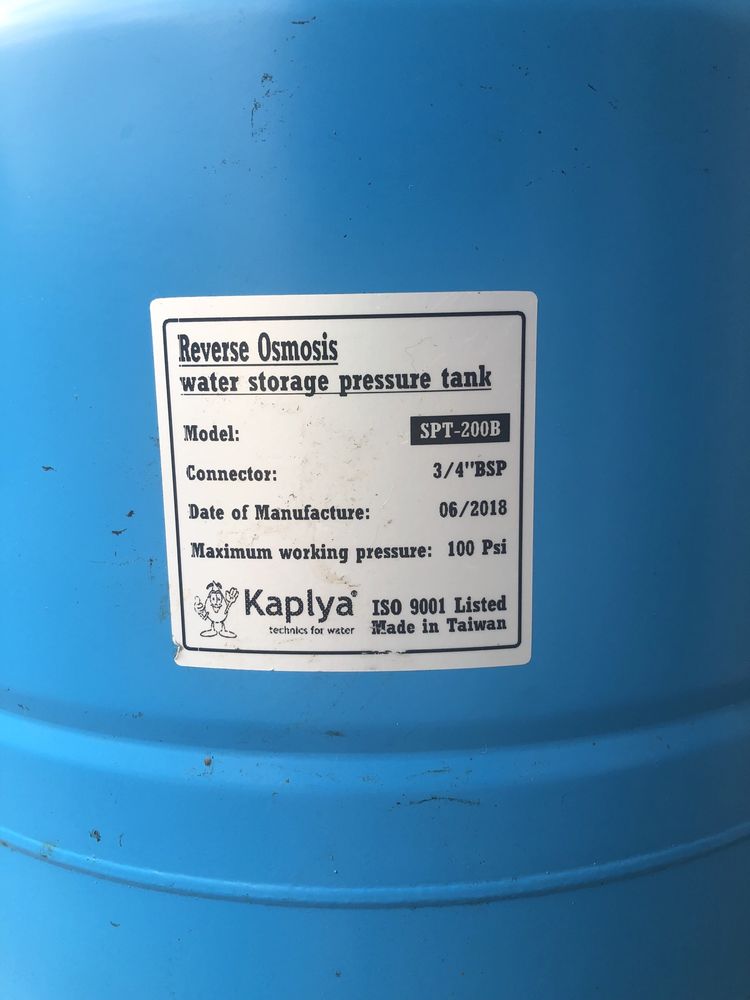 Reverse Osmosis
water storage pressure tank
Model: SPT-200B
Connector: 3/4"BSP
Date of Manufacture: 06/2018
Maximum working pressure: 100 Psi
Kaplya®
technics for water
ISO 9001 Listed
Made in Taiwan